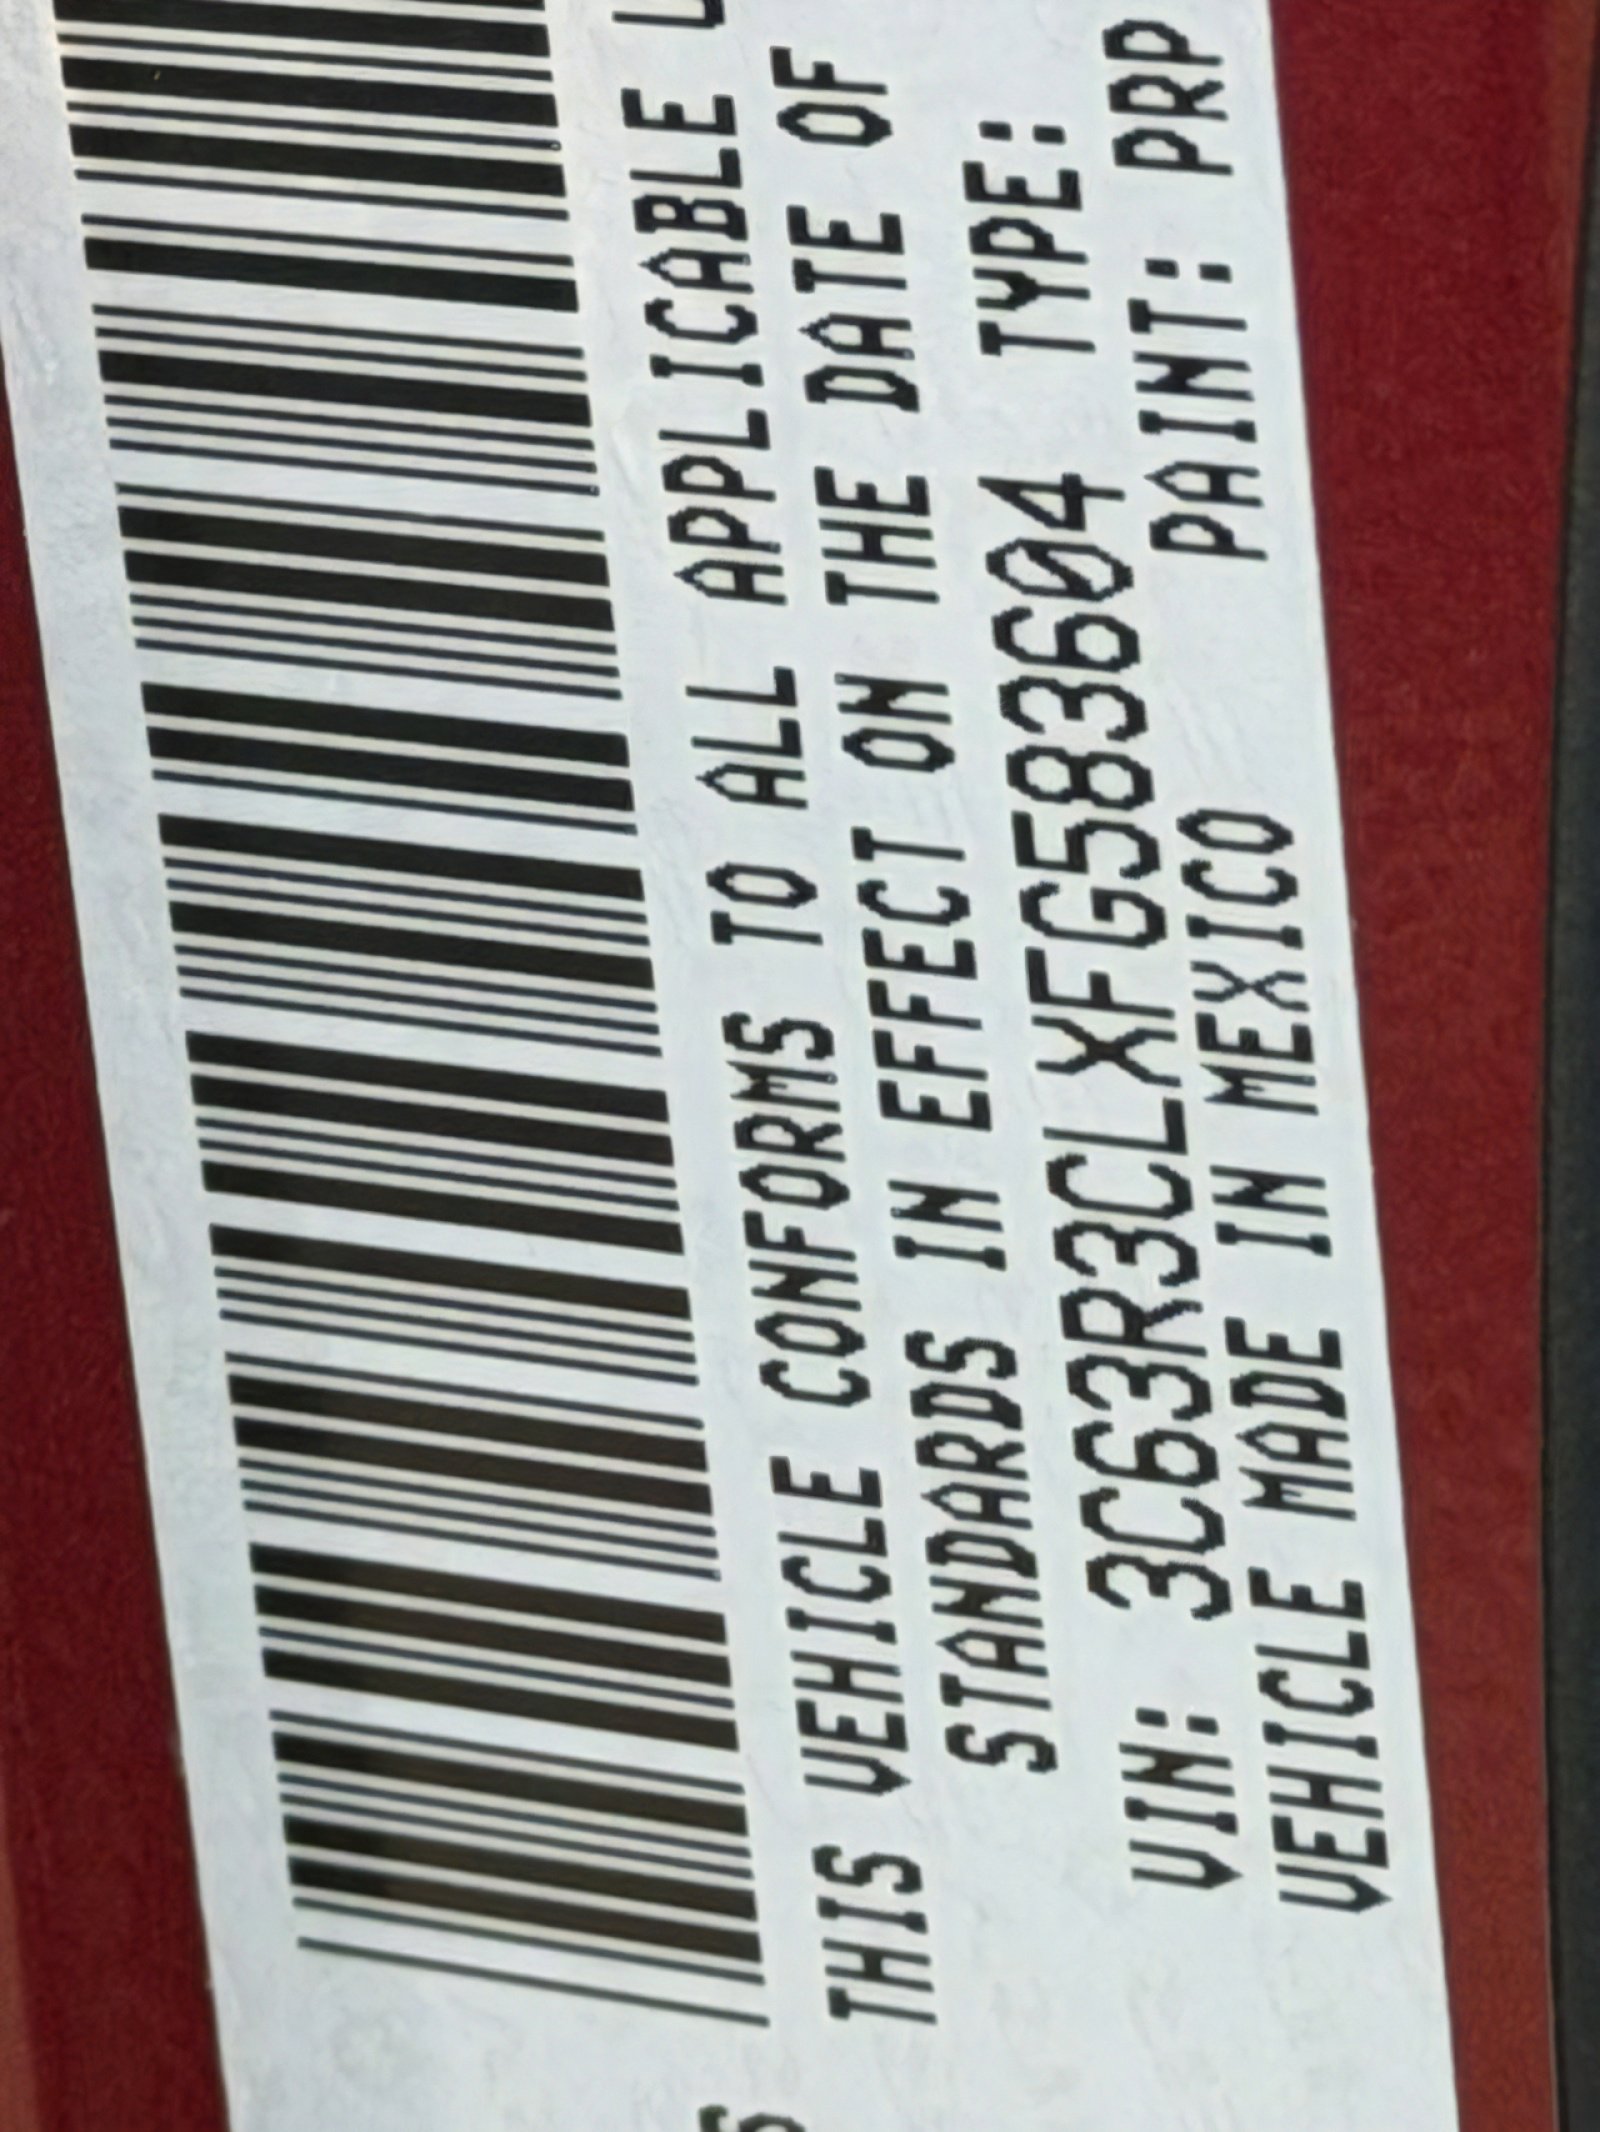 THIS VEHICLE CONFORMS TO ALL APPLICABLE
STANDARDS IN EFFECT ON THE DATE OF
VIN: 3C63R3CLXFG583604 TYPE:
VEHICLE MADE IN MEXICO PAINT: PRP